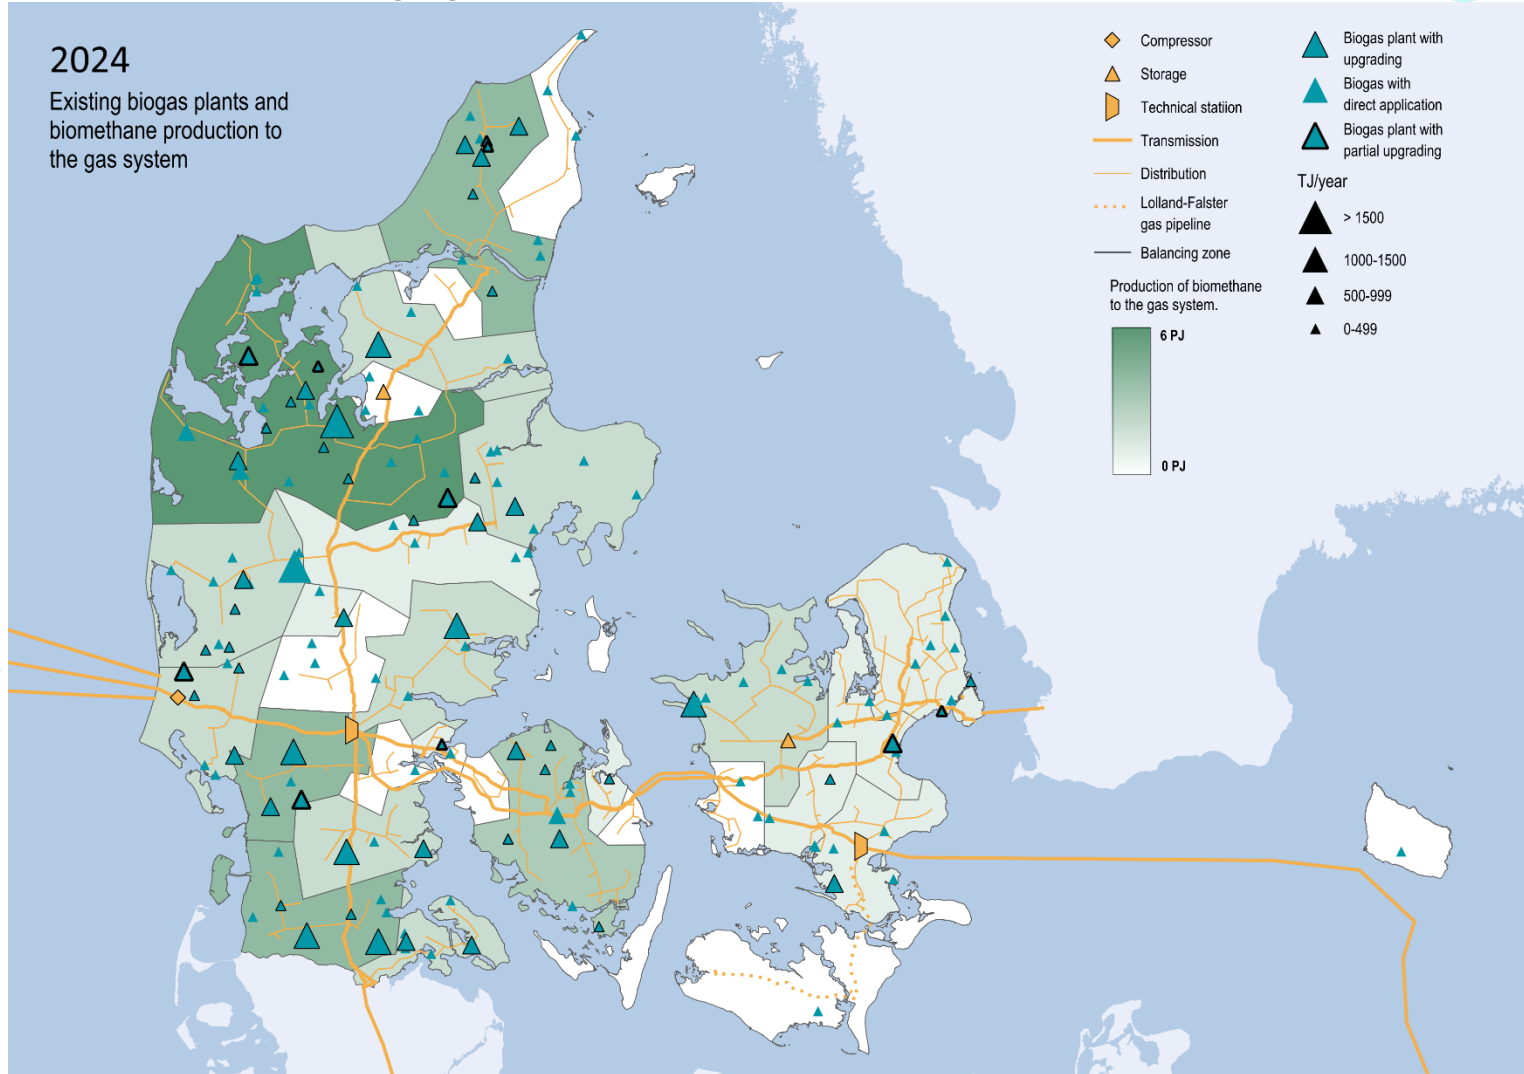 2024
Existing biogas plants and
biomethane production to
the gas system
Compressor
Storage
Technical statiion
Transmission
Distribution
Lolland-Falster
gas pipeline
Balancing zone
Production of biomethane
to the gas system.
6 PJ
0 PJ
Biogas plant with
upgrading
Biogas with
direct application
Biogas plant with
partial upgrading
TJ/year
> 1500
1000-1500
500-999
0-499